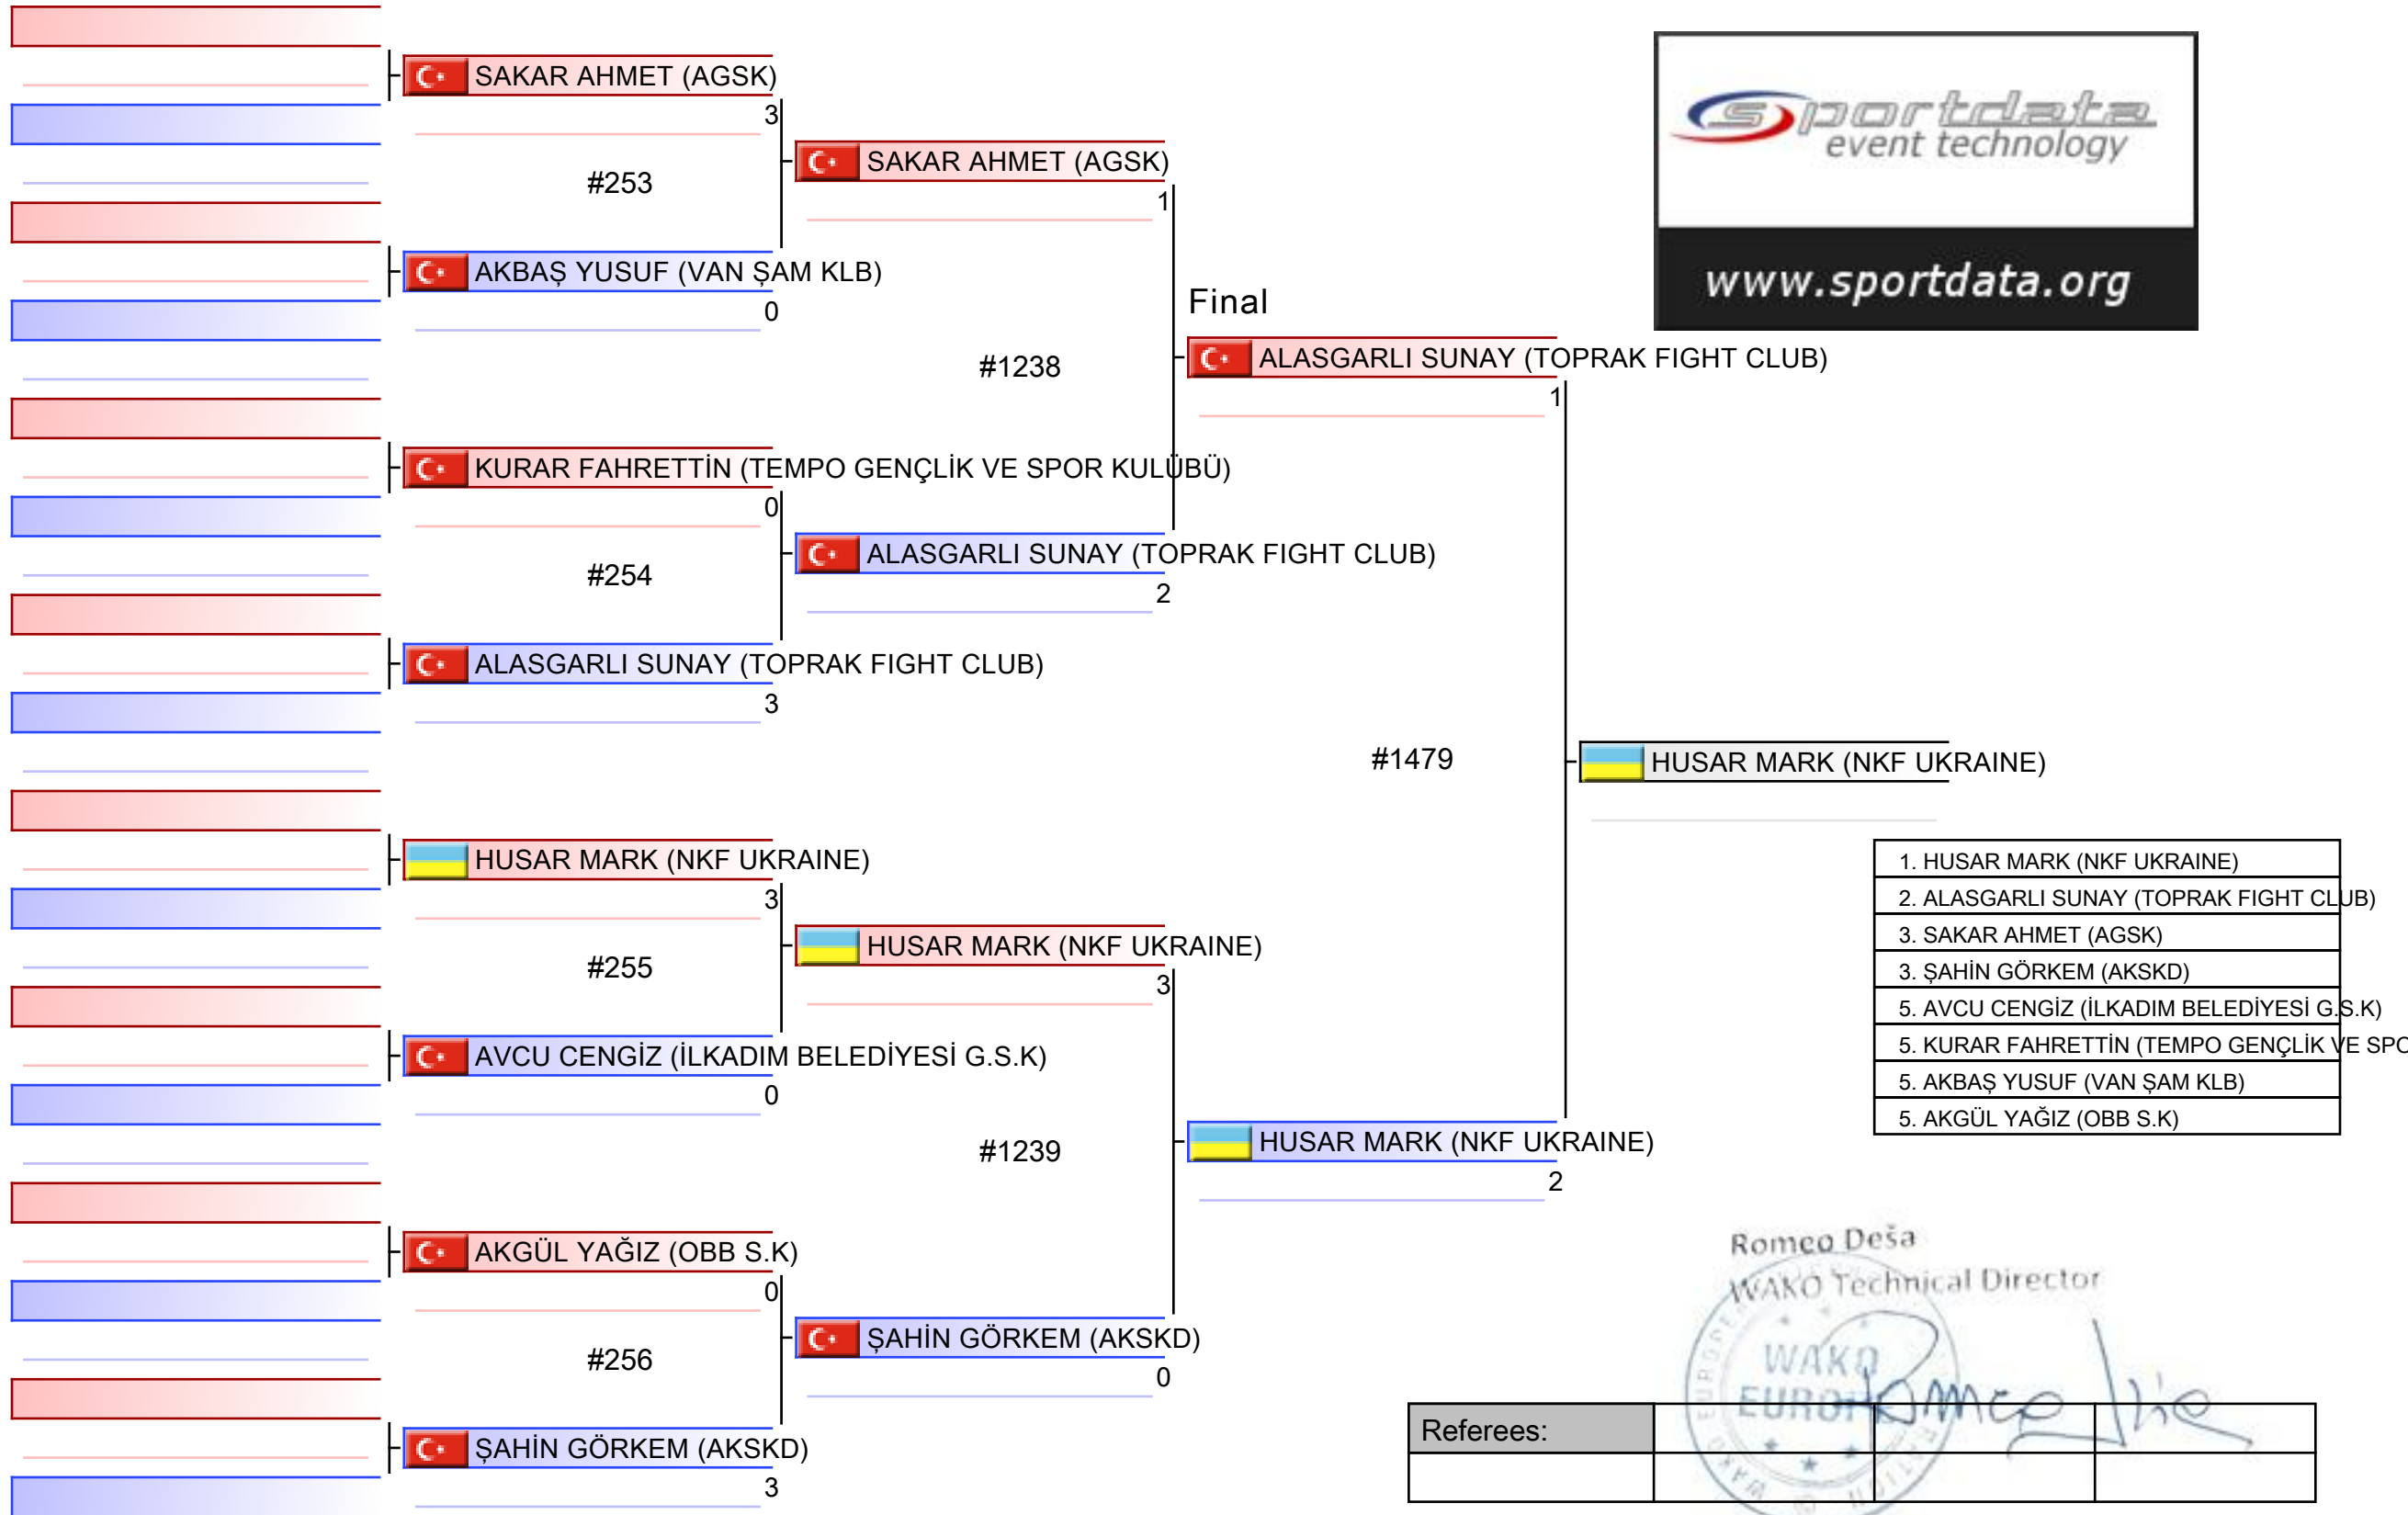 SAKAR AHMET (AGSK)
3
#253
AKBAŞ YUSUF (VAN ŞAM KLB)
0
KURAR FAHRETTİN (TEMPO GENÇLİK VE SPOR KULÜBÜ)
0
#254
ALASGARLI SUNAY (TOPRAK FIGHT CLUB)
3
HUSAR MARK (NKF UKRAINE)
3
#255
AVCU CENGİZ (İLKADIM BELEDİYESİ G.S.K)
0
AKGÜL YAĞIZ (OBB S.K)
0
#256
ŞAHİN GÖRKEM (AKSKD)
3
SAKAR AHMET (AGSK)
1
#1238
ALASGARLI SUNAY (TOPRAK FIGHT CLUB)
2
HUSAR MARK (NKF UKRAINE)
3
#1239
ŞAHİN GÖRKEM (AKSKD)
0
Final
ALASGARLI SUNAY (TOPRAK FIGHT CLUB)
1
#1479
HUSAR MARK (NKF UKRAINE)
2
HUSAR MARK (NKF UKRAINE)
sportdata
event technology
www.sportdata.org
1. HUSAR MARK (NKF UKRAINE)
2. ALASGARLI SUNAY (TOPRAK FIGHT CLUB)
3. SAKAR AHMET (AGSK)
3. ŞAHİN GÖRKEM (AKSKD)
5. AVCU CENGİZ (İLKADIM BELEDİYESİ G.S.K)
5. KURAR FAHRETTİN (TEMPO GENÇLİK VE SPO
5. AKBAŞ YUSUF (VAN ŞAM KLB)
5. AKGÜL YAĞIZ (OBB S.K)
Romeo Deša
WAKO Technical Director
WAKO
Referees: